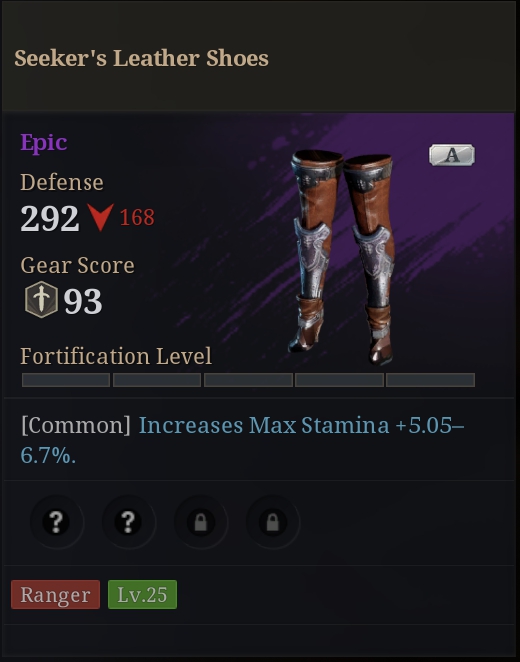 Seeker's Leather Shoes
Epic
A
Defense
292 168
Gear Score
93
Fortification Level
[Common] Increases Max Stamina +5.05–
6.7%.
? ?
Ranger Lv.25